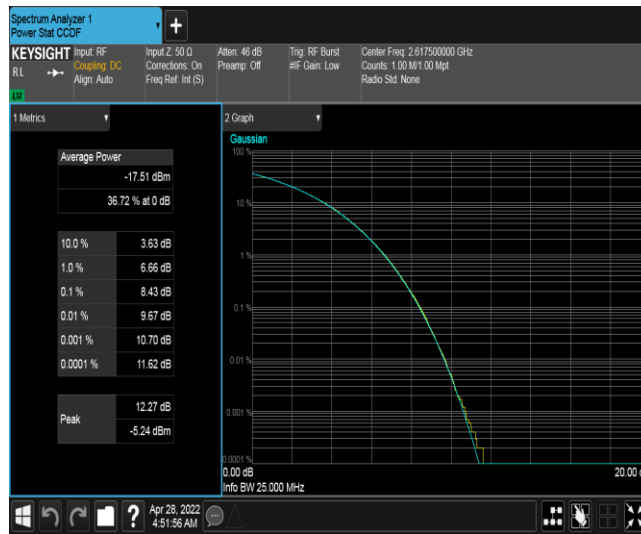 Spectrum Analyzer 1
Power Stat CCDF
+
KEYSIGHT
RL
Input: RF
Coupling: DC
Align: Auto
Input Z: 50 Ω
Corrections: On
Freq Ref: Int (S)
Atten: 46 dB
Preamp: Off
Trig: RF Burst
#IF Gain: Low
Center Freq: 2.617500000 GHz
Counts: 1.00 M/1.00 Mpt
Radio Std: None
1 Metrics
Average Power
-17.51 dBm
36.72 % at 0 dB
10.0 % 3.63 dB
1.0 % 6.66 dB
0.1 % 8.43 dB
0.01 % 9.67 dB
0.001 % 10.70 dB
0.0001 % 11.62 dB
Peak
12.27 dB
-5.24 dBm
2 Graph
Gaussian
100 %
10 %
1 %
0.1 %
0.01 %
0.001 %
0.0001 %
0.00 dB
20.00
Info BW 25.000 MHz
?
Apr 28, 2022
4:51:56 AM